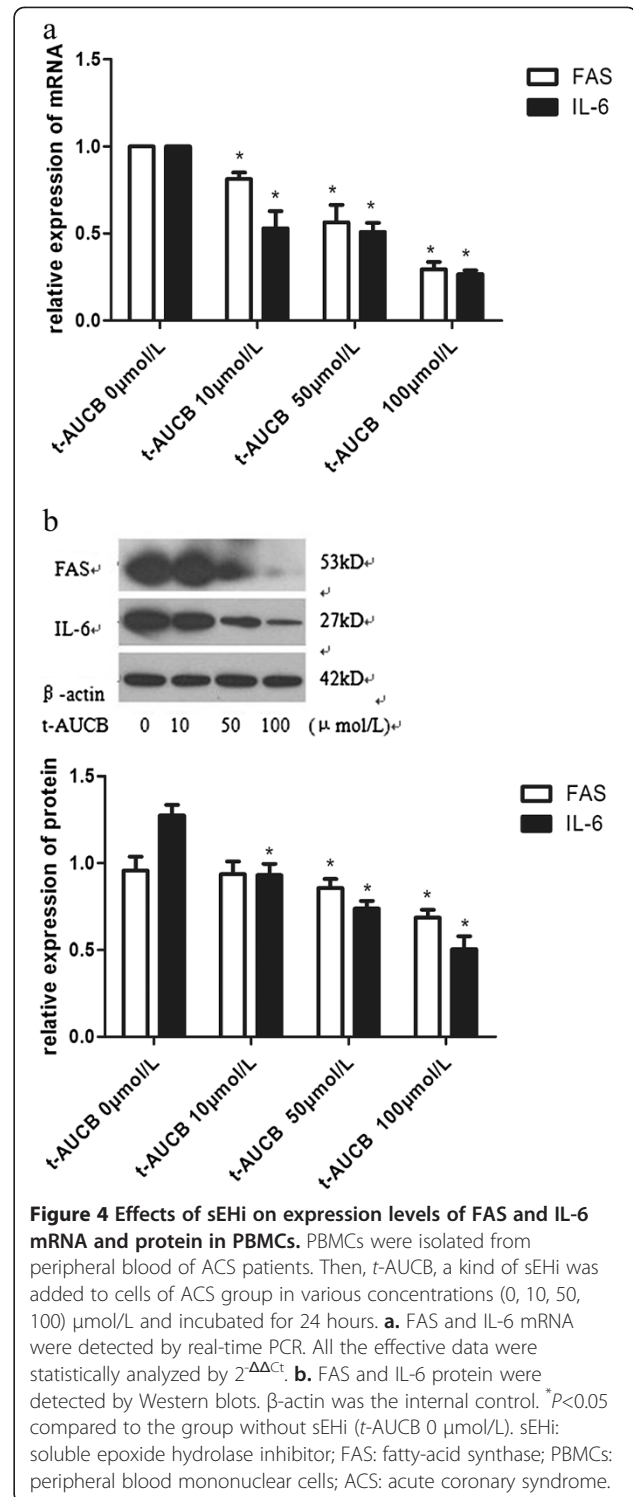 a
1.5
1.0
0.5
0.0
relative expression of mRNA
FAS
IL-6
* * * * * *
t-AUCB 0μmol/L
t-AUCB 10μmol/L
t-AUCB 50μmol/L
t-AUCB 100μmol/L
b
FAS↵ 53kD↵
↵
IL-6↵ 27kD↵
↵
β -actin 42kD↵
↵
t-AUCB 0 10 50 100 (μ mol/L)↵
1.5
1.0
0.5
0.0
relative expression of protein
FAS
IL-6
* * * * *
t-AUCB 0μmol/L
t-AUCB 10μmol/L
t-AUCB 50μmol/L
t-AUCB 100μmol/L
Figure 4 Effects of sEHi on expression levels of FAS and IL-6
mRNA and protein in PBMCs. PBMCs were isolated from
peripheral blood of ACS patients. Then, t-AUCB, a kind of sEHi was
added to cells of ACS group in various concentrations (0, 10, 50,
100) μmol/L and incubated for 24 hours. a. FAS and IL-6 mRNA
were detected by real-time PCR. All the effective data were
statistically analyzed by 2-ΔΔCt. b. FAS and IL-6 protein were
detected by Western blots. β-actin was the internal control. *P<0.05
compared to the group without sEHi (t-AUCB 0 μmol/L). sEHi:
soluble epoxide hydrolase inhibitor; FAS: fatty-acid synthase; PBMCs:
peripheral blood mononuclear cells; ACS: acute coronary syndrome.